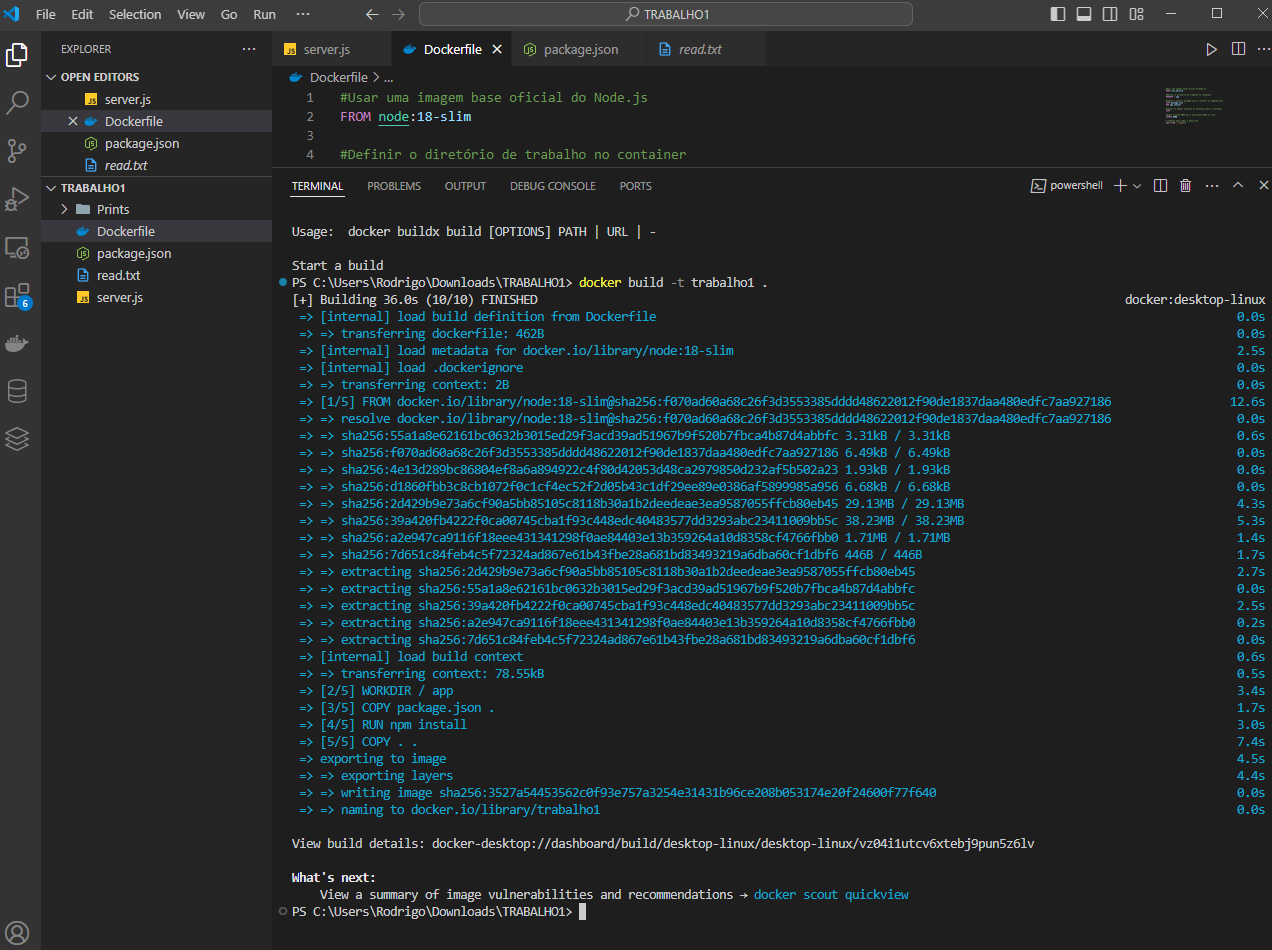 File Edit Selection View Go Run ··· TRABALHO1
EXPLORER ···
OPEN EDITORS
server.js
Dockerfile
package.json
read.txt
TRABALHO1
Prints
Dockerfile
package.json
read.txt
server.js
6
server.js Dockerfile package.json read.txt
Dockerfile > ...
1 #Usar uma imagem base oficial do Node.js
2 FROM node:18-slim
3
4 #Definir o diretório de trabalho no container
TERMINAL PROBLEMS OUTPUT DEBUG CONSOLE PORTS powershell
Usage:  docker buildx build [OPTIONS] PATH | URL | -
Start a build
PS C:\Users\Rodrigo\Downloads\TRABALHO1> docker build -t trabalho1 .
[+] Building 36.0s (10/10) FINISHED docker:desktop-linux
=> [internal] load build definition from Dockerfile 0.0s
=> => transferring dockerfile: 462B 0.0s
=> [internal] load metadata for docker.io/library/node:18-slim 2.5s
=> [internal] load .dockerignore 0.0s
=> => transferring context: 2B 0.0s
=> [1/5] FROM docker.io/library/node:18-slim@sha256:f070ad60a68c26f3d3553385dddd48622012f90de1837daa480edfc7aa927186 12.6s
=> => resolve docker.io/library/node:18-slim@sha256:f070ad60a68c26f3d3553385dddd48622012f90de1837daa480edfc7aa927186 0.0s
=> => sha256:55a1a8e62161bc0632b3015ed29f3acd39ad51967b9f520b7fbca4b87d4abbfc 3.31kB / 3.31kB 0.6s
=> => sha256:f070ad60a68c26f3d3553385dddd48622012f90de1837daa480edfc7aa927186 6.49kB / 6.49kB 0.0s
=> => sha256:4e13d289bc86804ef8a6a894922c4f80d42053d48ca2979850d232af5b502a23 1.93kB / 1.93kB 0.0s
=> => sha256:d1860fbb3c8cb1072f0c1cf4ec52f2d05b43c1df29ee89e0386af5899985a956 6.68kB / 6.68kB 0.0s
=> => sha256:2d429b9e73a6cf90a5bb85105c8118b30a1b2deedeae3ea9587055ffcb80eb45 29.13MB / 29.13MB 4.3s
=> => sha256:39a420fb4222f0ca00745cba1f93c448edc40483577dd3293abc23411009bb5c 38.23MB / 38.23MB 5.3s
=> => sha256:a2e947ca9116f18eee431341298f0ae84403e13b359264a10d8358cf4766fbb0 1.71MB / 1.71MB 1.4s
=> => sha256:7d651c84feb4c5f72324ad867e61b43fbe28a681bd83493219a6dba60cf1dbf6 446B / 446B 1.7s
=> => extracting sha256:2d429b9e73a6cf90a5bb85105c8118b30a1b2deedeae3ea9587055ffcb80eb45 2.7s
=> => extracting sha256:55a1a8e62161bc0632b3015ed29f3acd39ad51967b9f520b7fbca4b87d4abbfc 0.0s
=> => extracting sha256:39a420fb4222f0ca00745cba1f93c448edc40483577dd3293abc23411009bb5c 2.5s
=> => extracting sha256:a2e947ca9116f18eee431341298f0ae84403e13b359264a10d8358cf4766fbb0 0.2s
=> => extracting sha256:7d651c84feb4c5f72324ad867e61b43fbe28a681bd83493219a6dba60cf1dbf6 0.0s
=> [internal] load build context 0.6s
=> => transferring context: 78.55kB 0.5s
=> [2/5] WORKDIR / app 3.4s
=> [3/5] COPY package.json . 1.7s
=> [4/5] RUN npm install 3.0s
=> [5/5] COPY . . 7.4s
=> exporting to image 4.5s
=> => exporting layers 4.4s
=> => writing image sha256:3527a54453562c0f93e757a3254e31431b96ce208b053174e20f24600f77f640 0.0s
=> => naming to docker.io/library/trabalho1 0.0s
View build details: docker-desktop://dashboard/build/desktop-linux/desktop-linux/vz04i1utcv6xtebj9pun5z6lv
What's next:
View a summary of image vulnerabilities and recommendations → docker scout quickview
PS C:\Users\Rodrigo\Downloads\TRABALHO1>